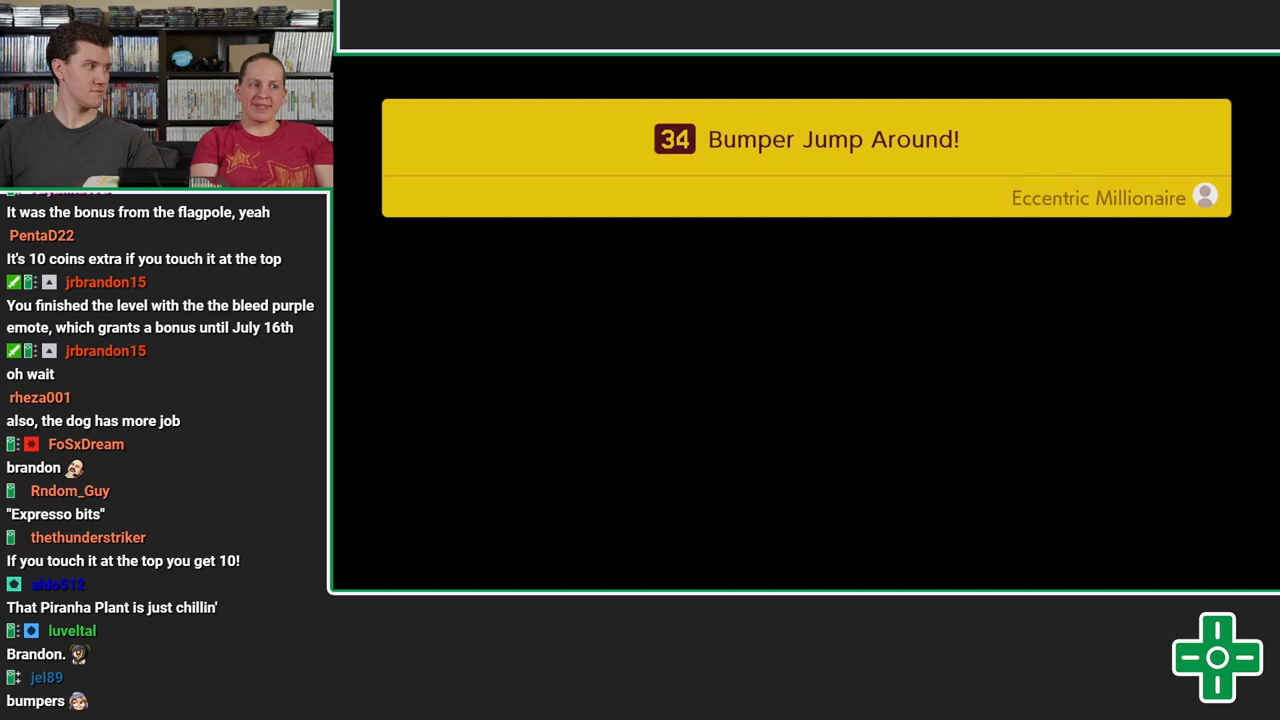 34 Bumper Jump Around!
Eccentric Millionaire
It was the bonus from the flagpole, yeah
PentaD22
It's 10 coins extra if you touch it at the top
jrbrandon15
You finished the level with the the bleed purple
emote, which grants a bonus until July 16th
jrbrandon15
oh wait
rheza001
also, the dog has more job
FoSxDream
brandon
Rndom_Guy
"Expresso bits"
thethunderstriker
If you touch it at the top you get 10!
aldo512
That Piranha Plant is just chillin'
luveltal
Brandon.
jel89
bumpers